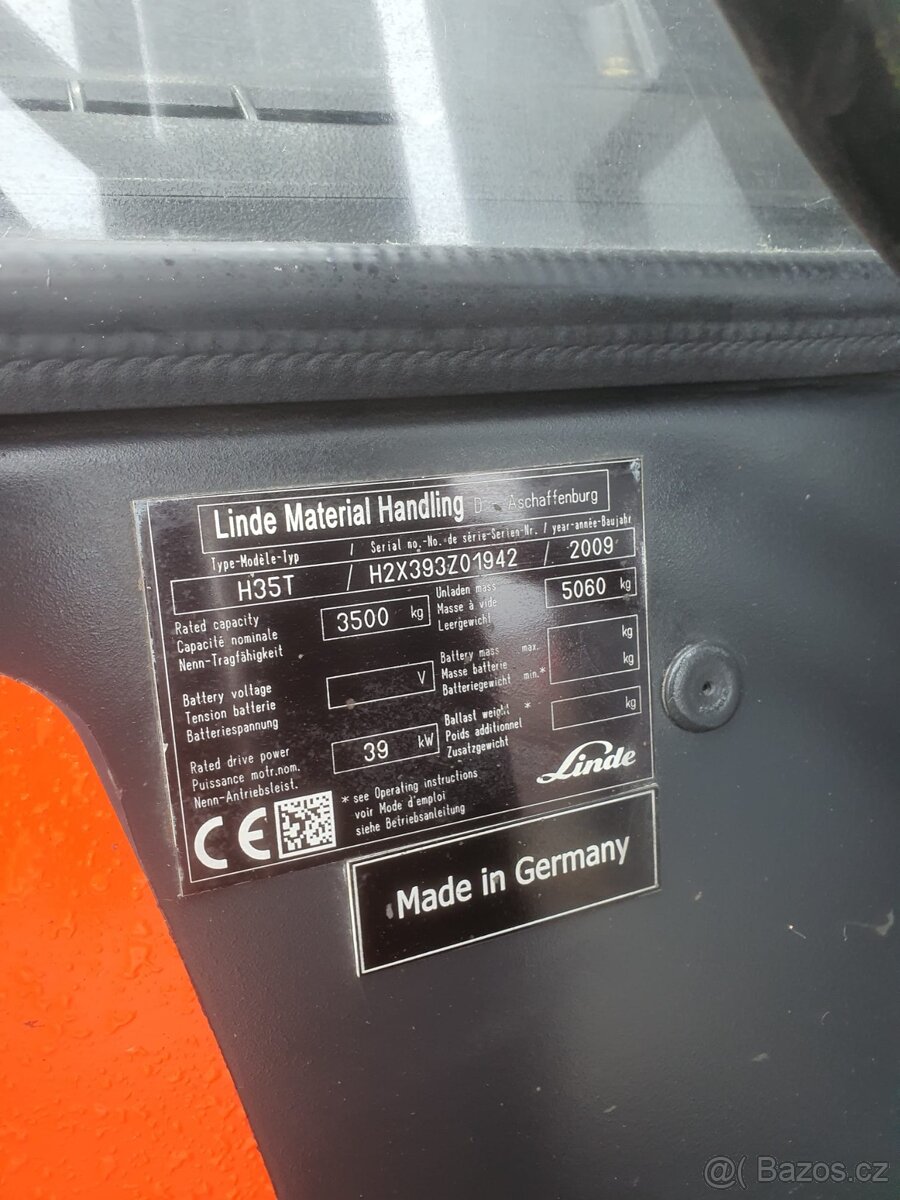 Linde Material Handling D - Aschaffenburg
Type-Modèle-Typ / Serial no.-No. de série-Serien-Nr. / year-année-Baujahr
H35T / H2X393Z01942 / 2009
Rated capacity
Capacité nominale
Nenn-Tragfähigkeit
3500 kg
Unladen mass
Masse à vide
Leergewicht
5060 kg
Battery voltage
Tension batterie
Batteriespannung
V
Battery mass max.
Masse batterie
Batteriegewicht min.*
kg
kg
Rated drive power
Puissance motr.nom.
Nenn-Antriebsleist.
39 kW
Ballast weight *
Poids additionnel
Zusatzgewicht
kg
* see Operating instructions
voir Mode d'emploi
siehe Betriebsanleitung
Linde
CE
Made in Germany
@( Bazos.cz